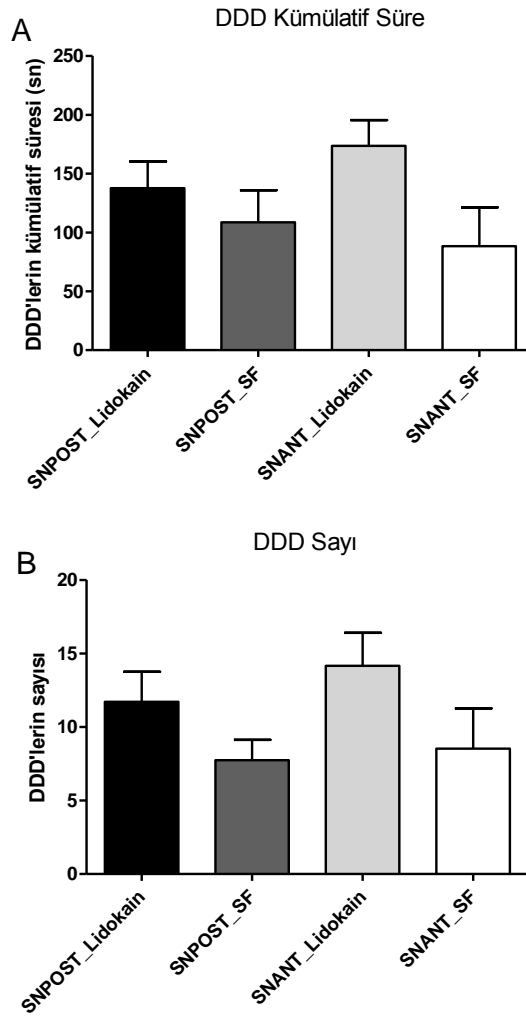 A
DDD Kümülatif Süre
DDD'lerin kümülatif süresi (sn)
250
200
150
100
50
0
SNPOST_Lidokain
SNPOST_SF
SNANT_Lidokain
SNANT_SF
B
DDD Sayı
DDD'lerin sayısı
20
15
10
5
0
SNPOST_Lidokain
SNPOST_SF
SNANT_Lidokain
SNANT_SF